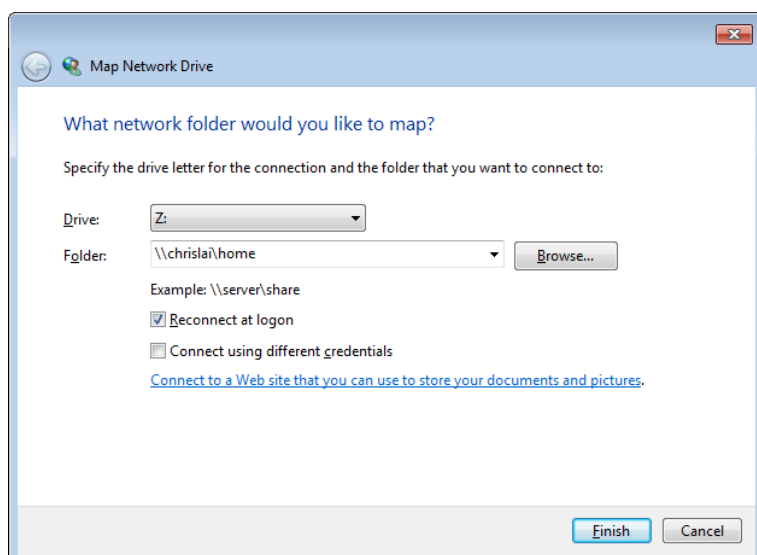 Map Network Drive
What network folder would you like to map?
Specify the drive letter for the connection and the folder that you want to connect to:
Drive: Z:
Folder: \\chrislai\home Browse...
Example: \\server\share
Reconnect at logon
Connect using different credentials
Connect to a Web site that you can use to store your documents and pictures.
Finish Cancel